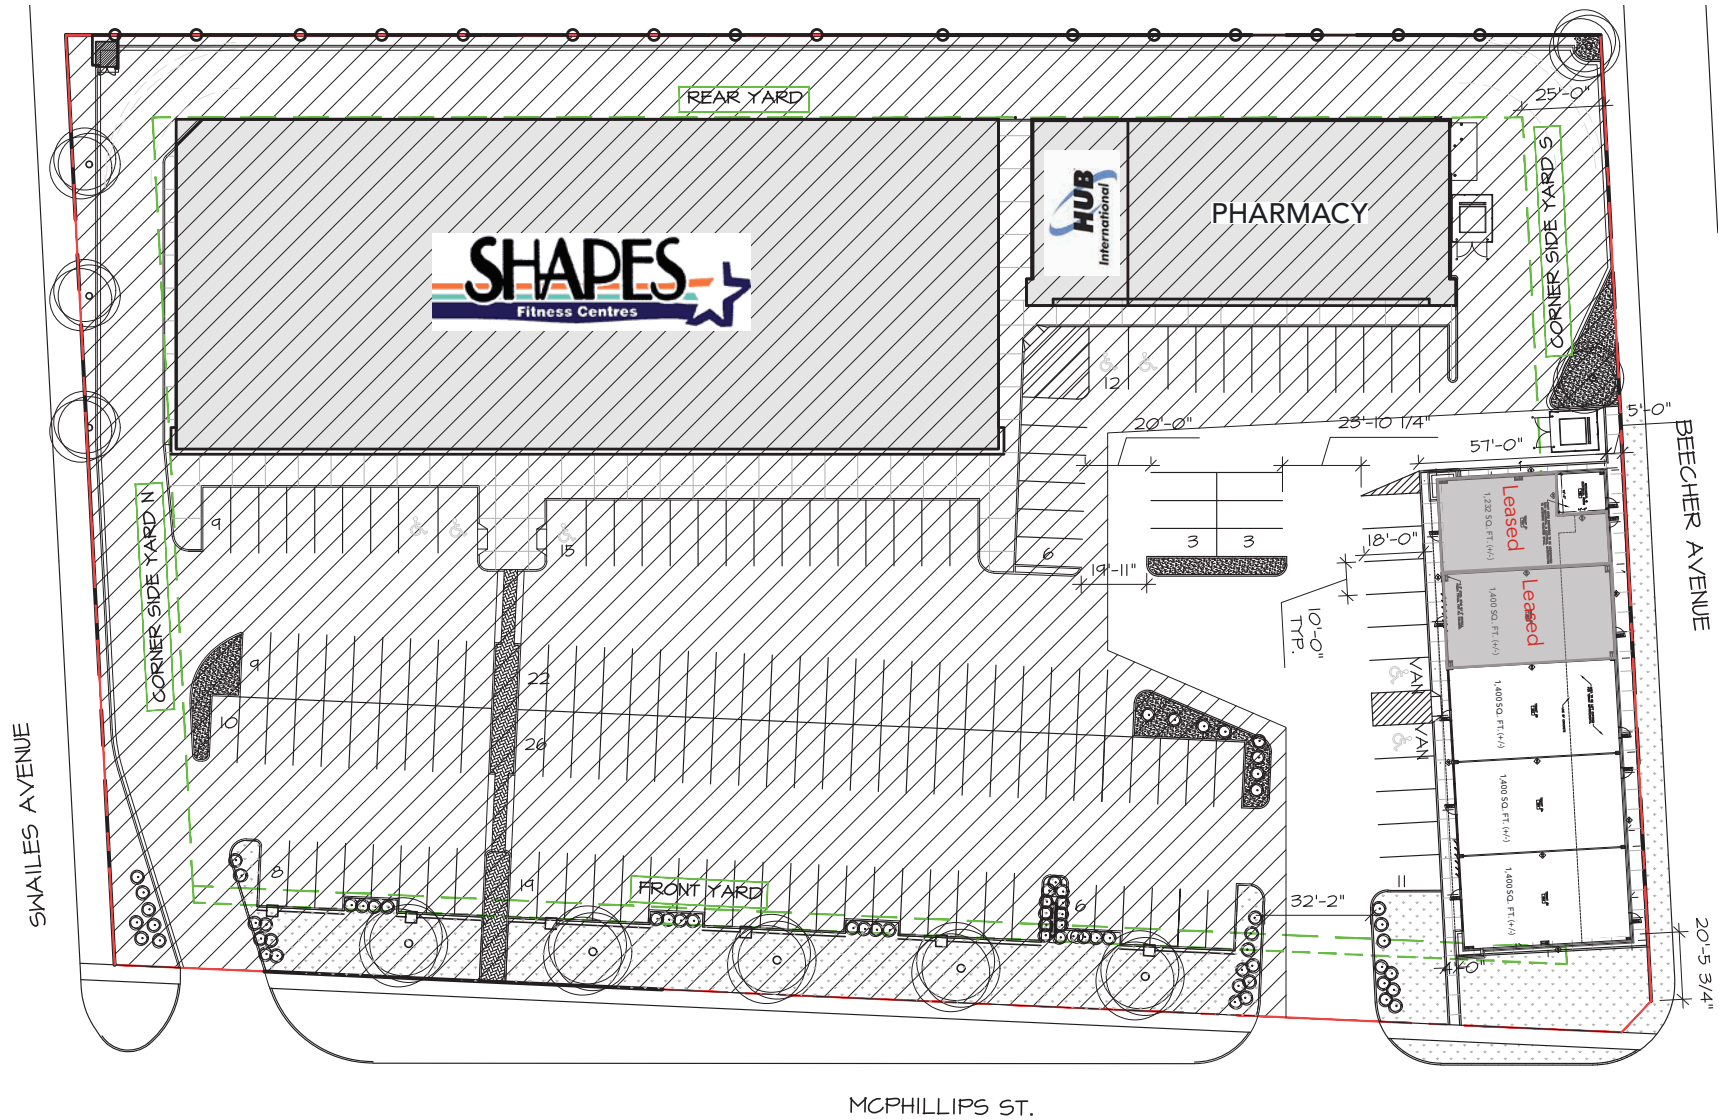 REAR YARD
25'-0"
CORNER SIDE YARD S
HUB
International
PHARMACY
SHAPES
Fitness Centres
12
20'-0"
23'-10 1/4"
57'-0"
5'-0"
BEECHER AVENUE
CORNER SIDE YARD N
9
15
6
3
3
19'-11"
18'-0"
10'-0"
TYP.
Leased
1,232 SQ. FT. (+/-)
Leased
1,400 SQ. FT. (+/-)
9
22
10
26
VAN
VAN
1,400 SQ. FT. (+/-)
1,400 SQ. FT. (+/-)
1,400 SQ. FT. (+/-)
SWAILES AVENUE
8
19
FRONT YARD
6
32'-2"
11
20'-5 3/4"
MCPHILLIPS ST.